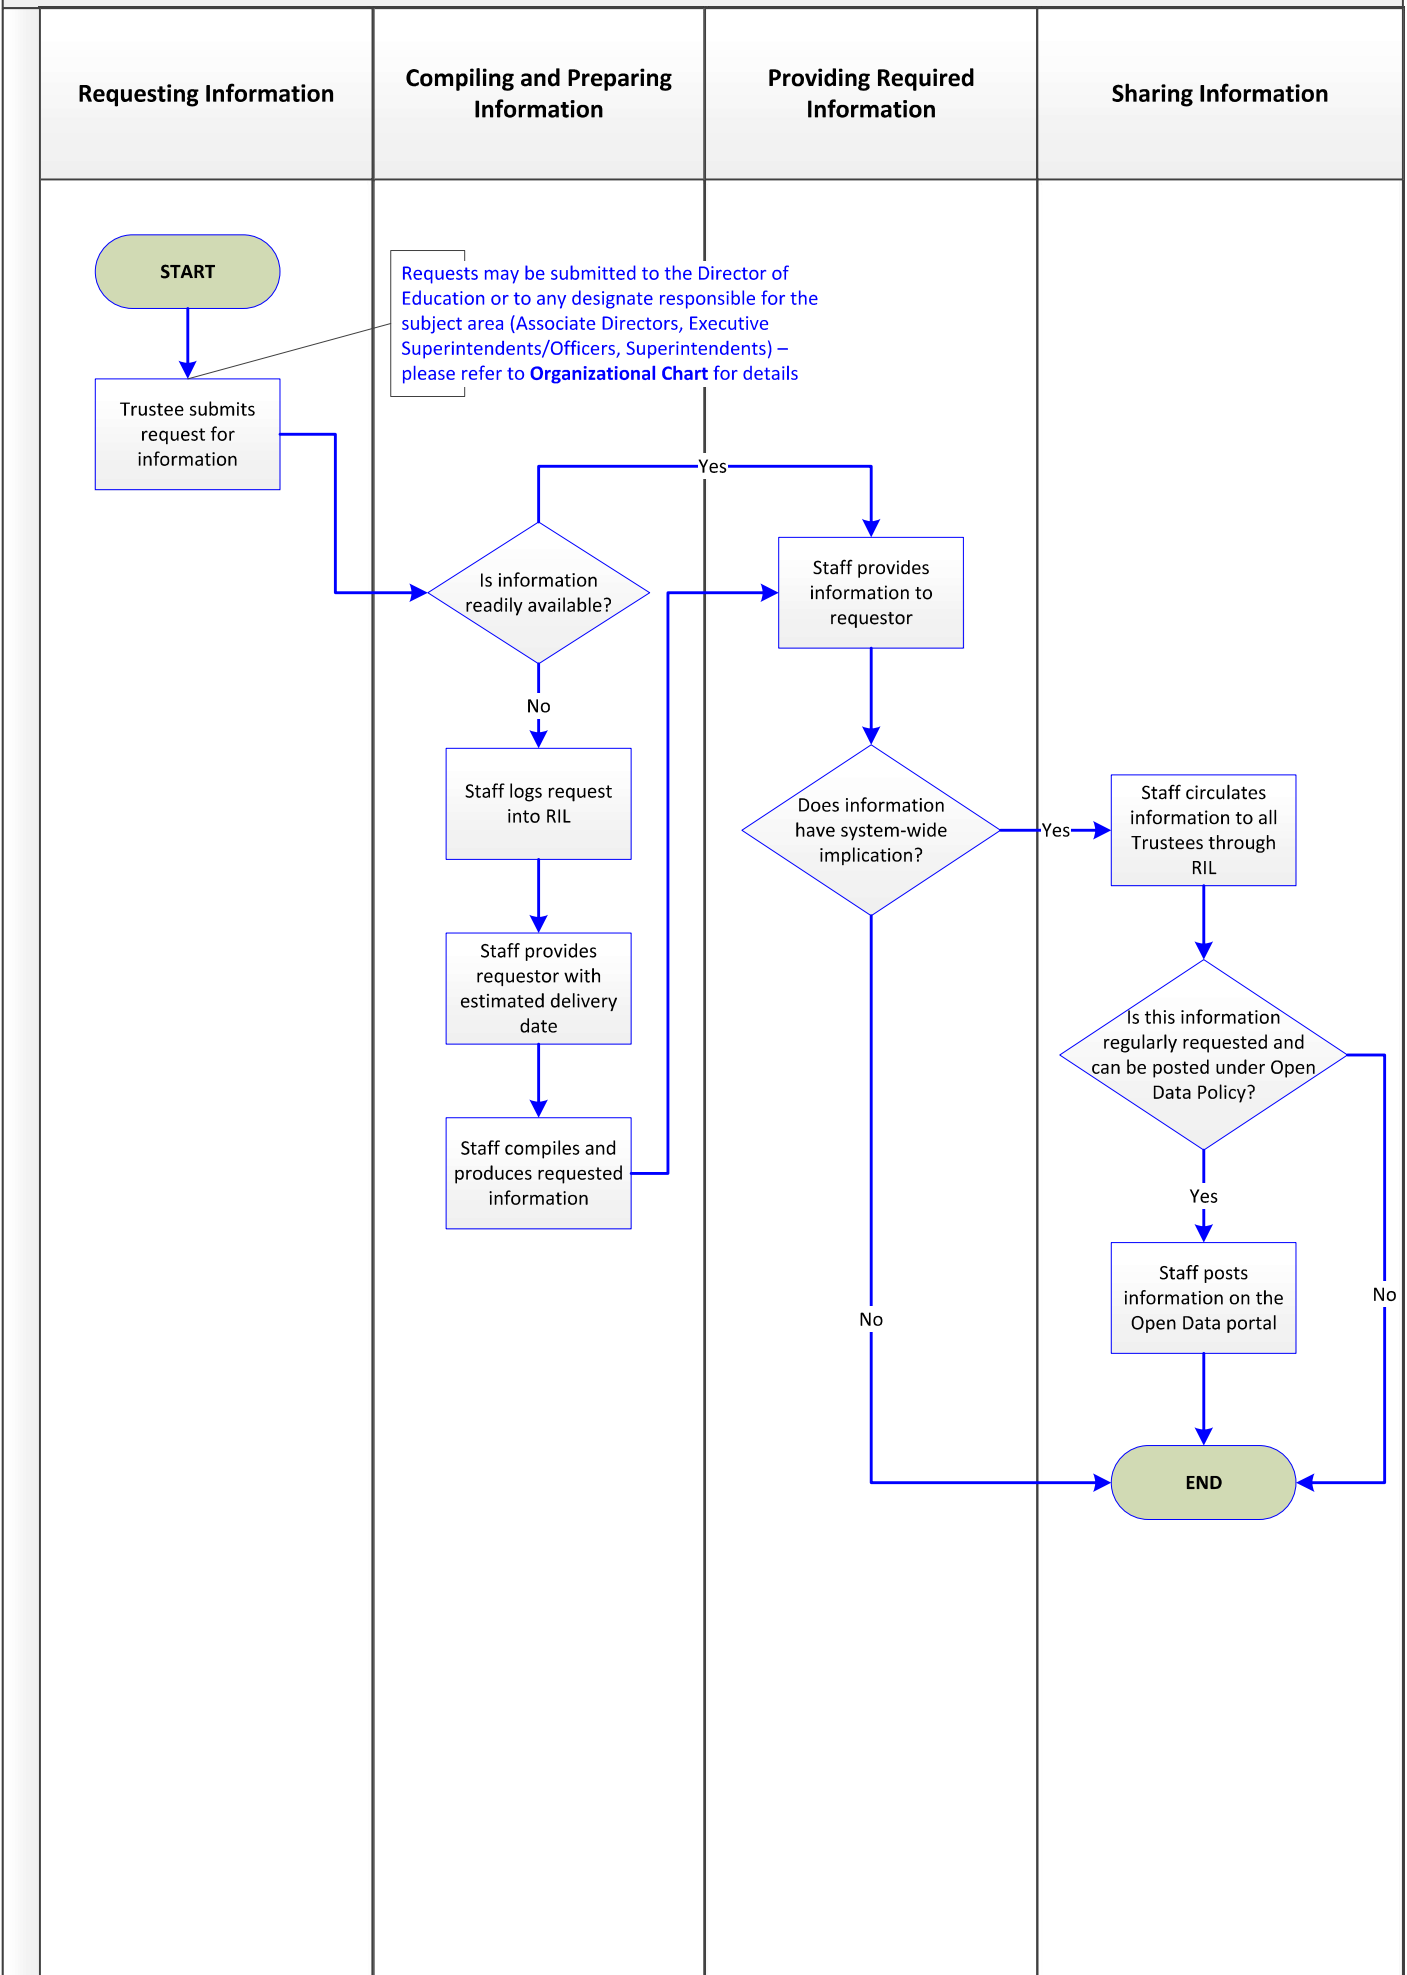 Requesting Information
Compiling and Preparing
Information
Providing Required
Information
Sharing Information
START
Requests may be submitted to the Director of
Education or to any designate responsible for the
subject area (Associate Directors, Executive
Superintendents/Officers, Superintendents) –
please refer to Organizational Chart for details
Trustee submits
request for
information
Yes
Is information
readily available?
Staff provides
information to
requestor
No
Staff logs request
into RIL
Does information
have system-wide
implication?
Yes
Staff circulates
information to all
Trustees through
RIL
Staff provides
requestor with
estimated delivery
date
Is this information
regularly requested and
can be posted under Open
Data Policy?
Staff compiles and
produces requested
information
Yes
Staff posts
information on the
Open Data portal
No
No
END